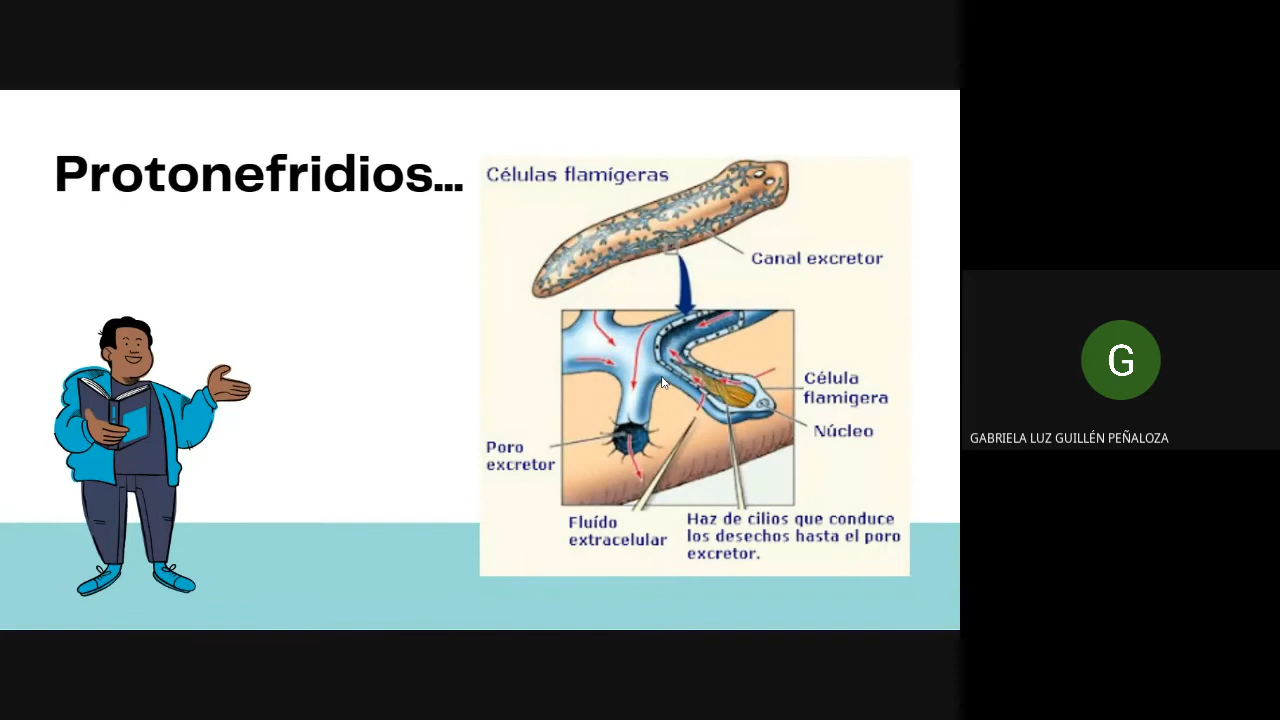 Protonefridios...
Células flamígeras
Canal excretor
Célula
flamigera
Núcleo
Poro
excretor
Fluído
extracelular
Haz de cilios que conduce
los desechos hasta el poro
excretor.
G
GABRIELA LUZ GUILLÉN PEÑALOZA